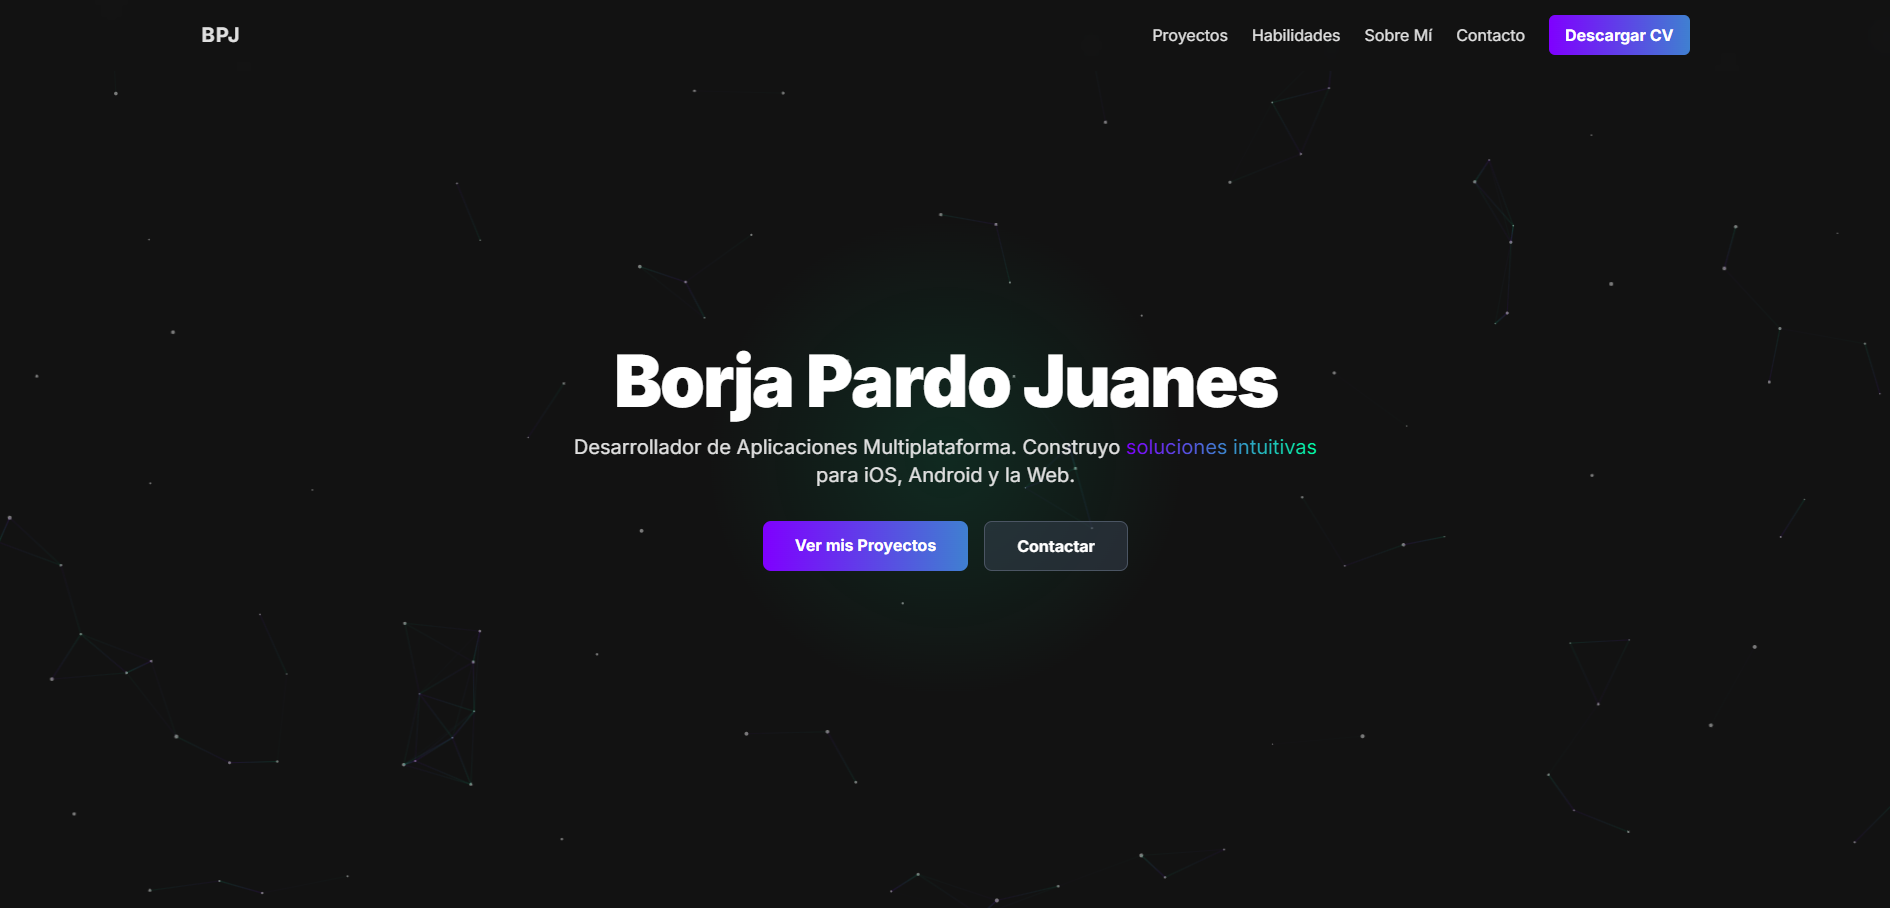 BPJ
Proyectos Habilidades Sobre Mí Contacto Descargar CV
Borja Pardo Juanes
Desarrollador de Aplicaciones Multiplataforma. Construyo soluciones intuitivas
para iOS, Android y la Web.
Ver mis Proyectos Contactar